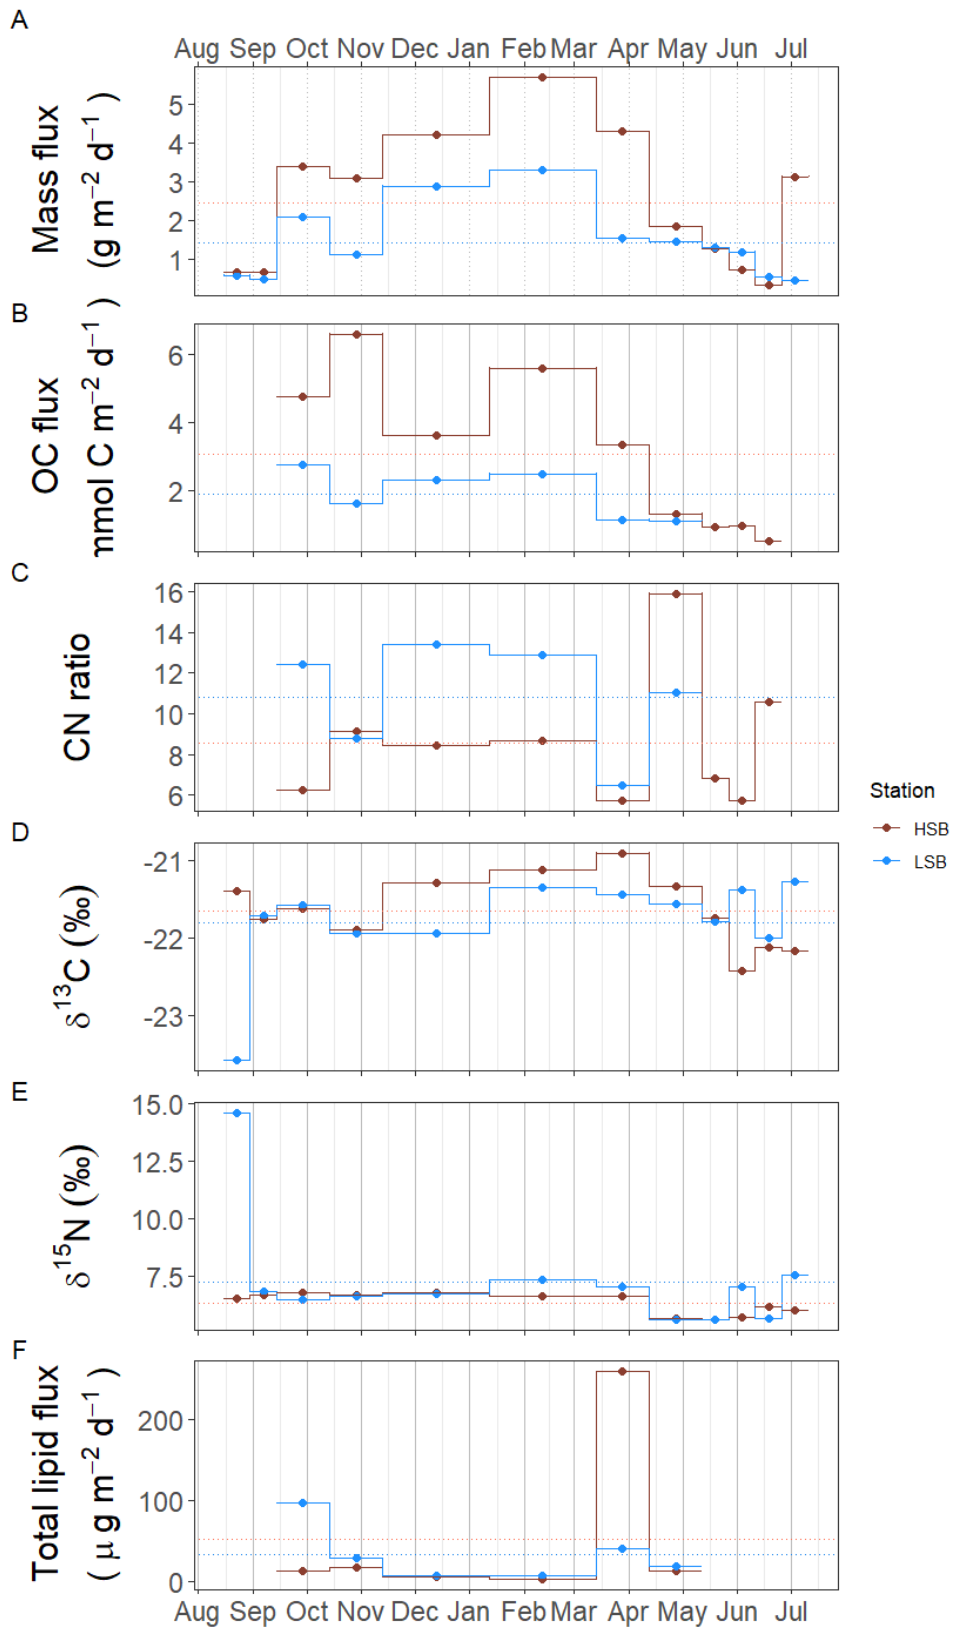 A
Aug Sep Oct Nov Dec Jan Feb Mar Apr May Jun Jul
Mass flux
(g m⁻² d⁻¹ )
5
4
3
2
1
B
OC flux
mmol C m⁻² d⁻¹ )
6
4
2
C
CN ratio
16
14
12
10
8
6
Station
HSB
LSB
D
δ¹³C (‰)
-21
-22
-23
E
δ¹⁵N (‰)
15.0
12.5
10.0
7.5
F
Total lipid flux
( μ g m⁻² d⁻¹ )
200
100
0
Aug Sep Oct Nov Dec Jan Feb Mar Apr May Jun Jul